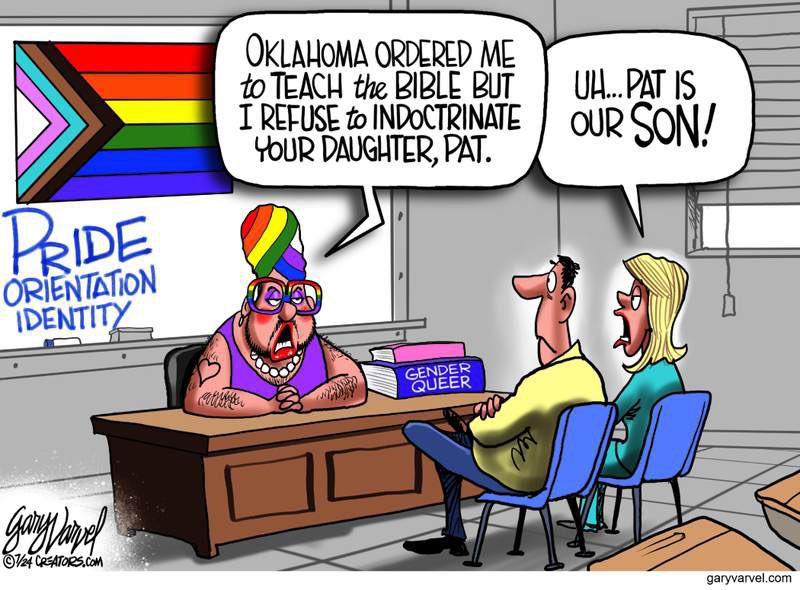 OKLAHOMA ORDERED ME
to TEACH the BIBLE BUT
I REFUSE to INDOCTRINATE
YOUR DAUGHTER, PAT.
UH...PAT IS
OUR SON!
PRIDE
ORIENTATION
IDENTITY
GENDER
QUEER
Gary Varvel
©7/24 CREATORS.COM
garyvarvel.com